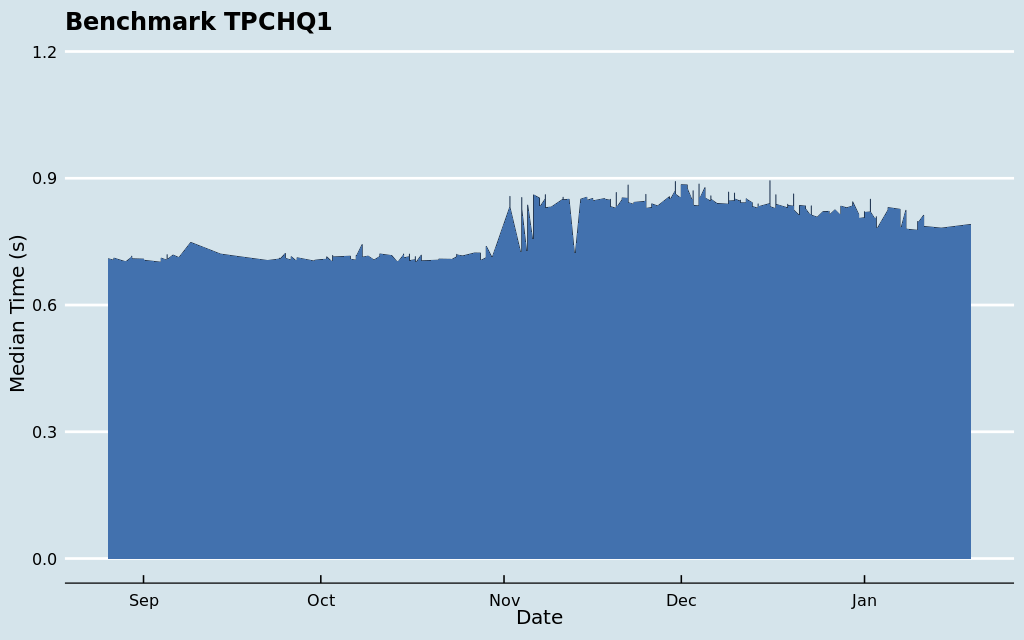 Benchmark TPCHQ1
1.2
0.9
0.6
0.3
0.0
Median Time (s)
Sep Oct Nov Dec Jan
Date